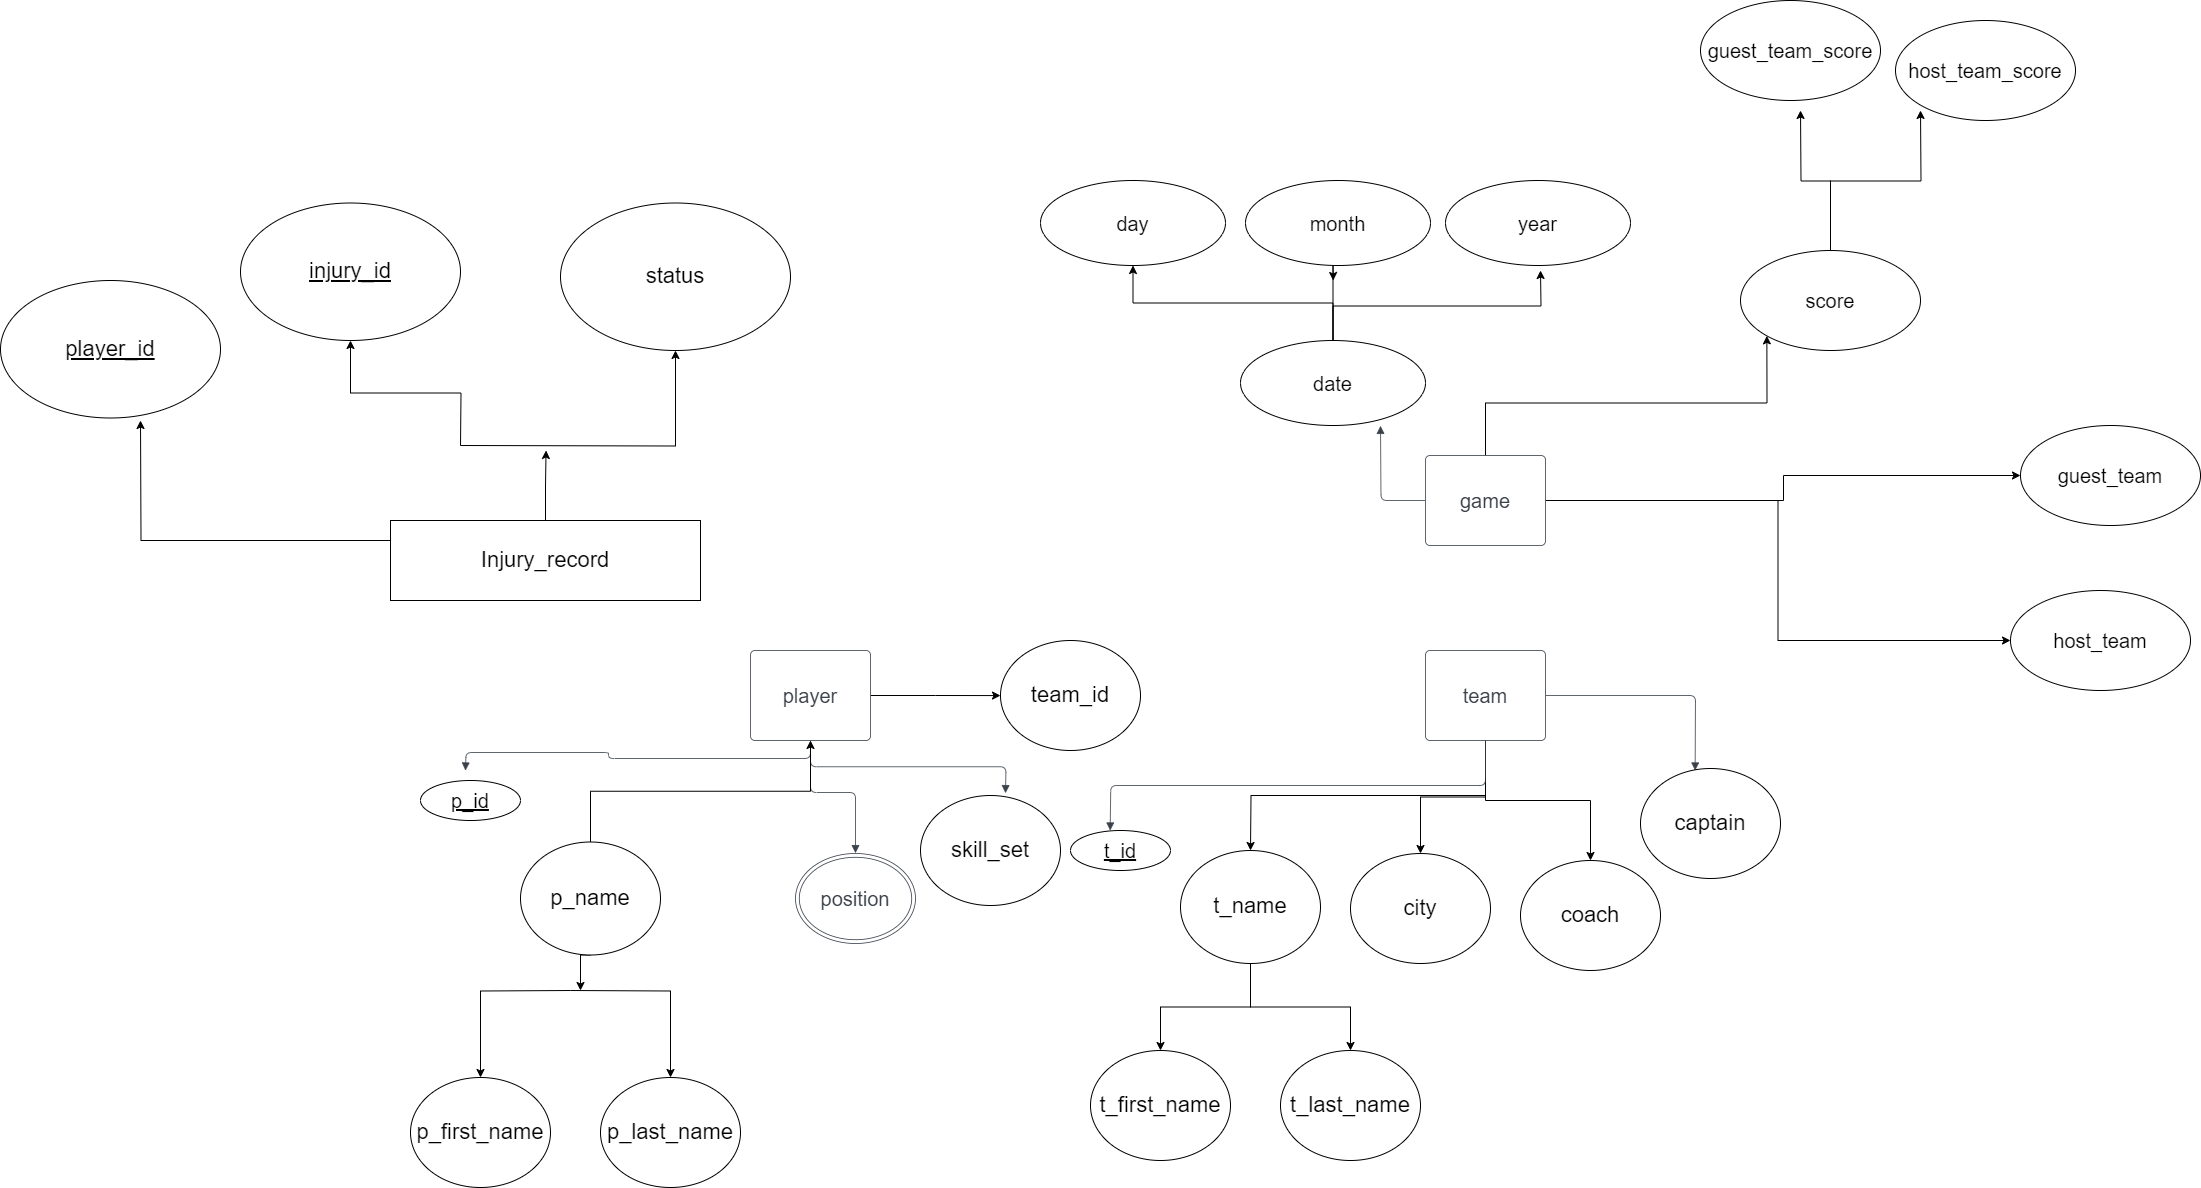 guest_team_score
host_team_score
day
month
year
injury_id
status
score
player_id
date
guest_team
game
Injury_record
host_team
player
team_id
team
p_id
captain
skill_set
t_id
p_name
position
t_name
city
coach
t_first_name
t_last_name
p_first_name
p_last_name